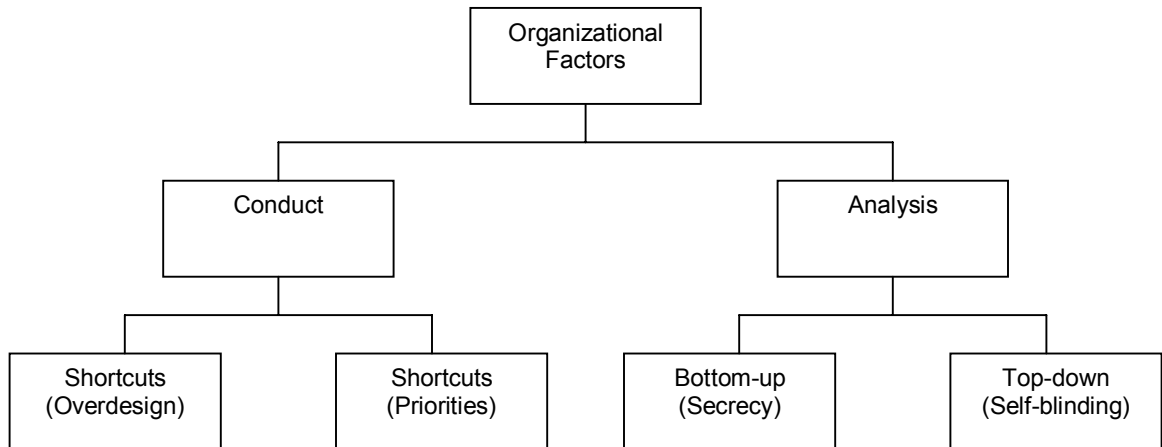 Organizational
Factors
Conduct
Analysis
Shortcuts
(Overdesign)
Shortcuts
(Priorities)
Bottom-up
(Secrecy)
Top-down
(Self-blinding)